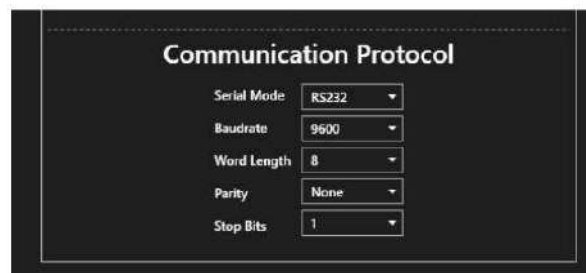 Communication Protocol
Serial Mode RS232
Baudrate 9600
Word Length 8
Parity None
Stop Bits 1